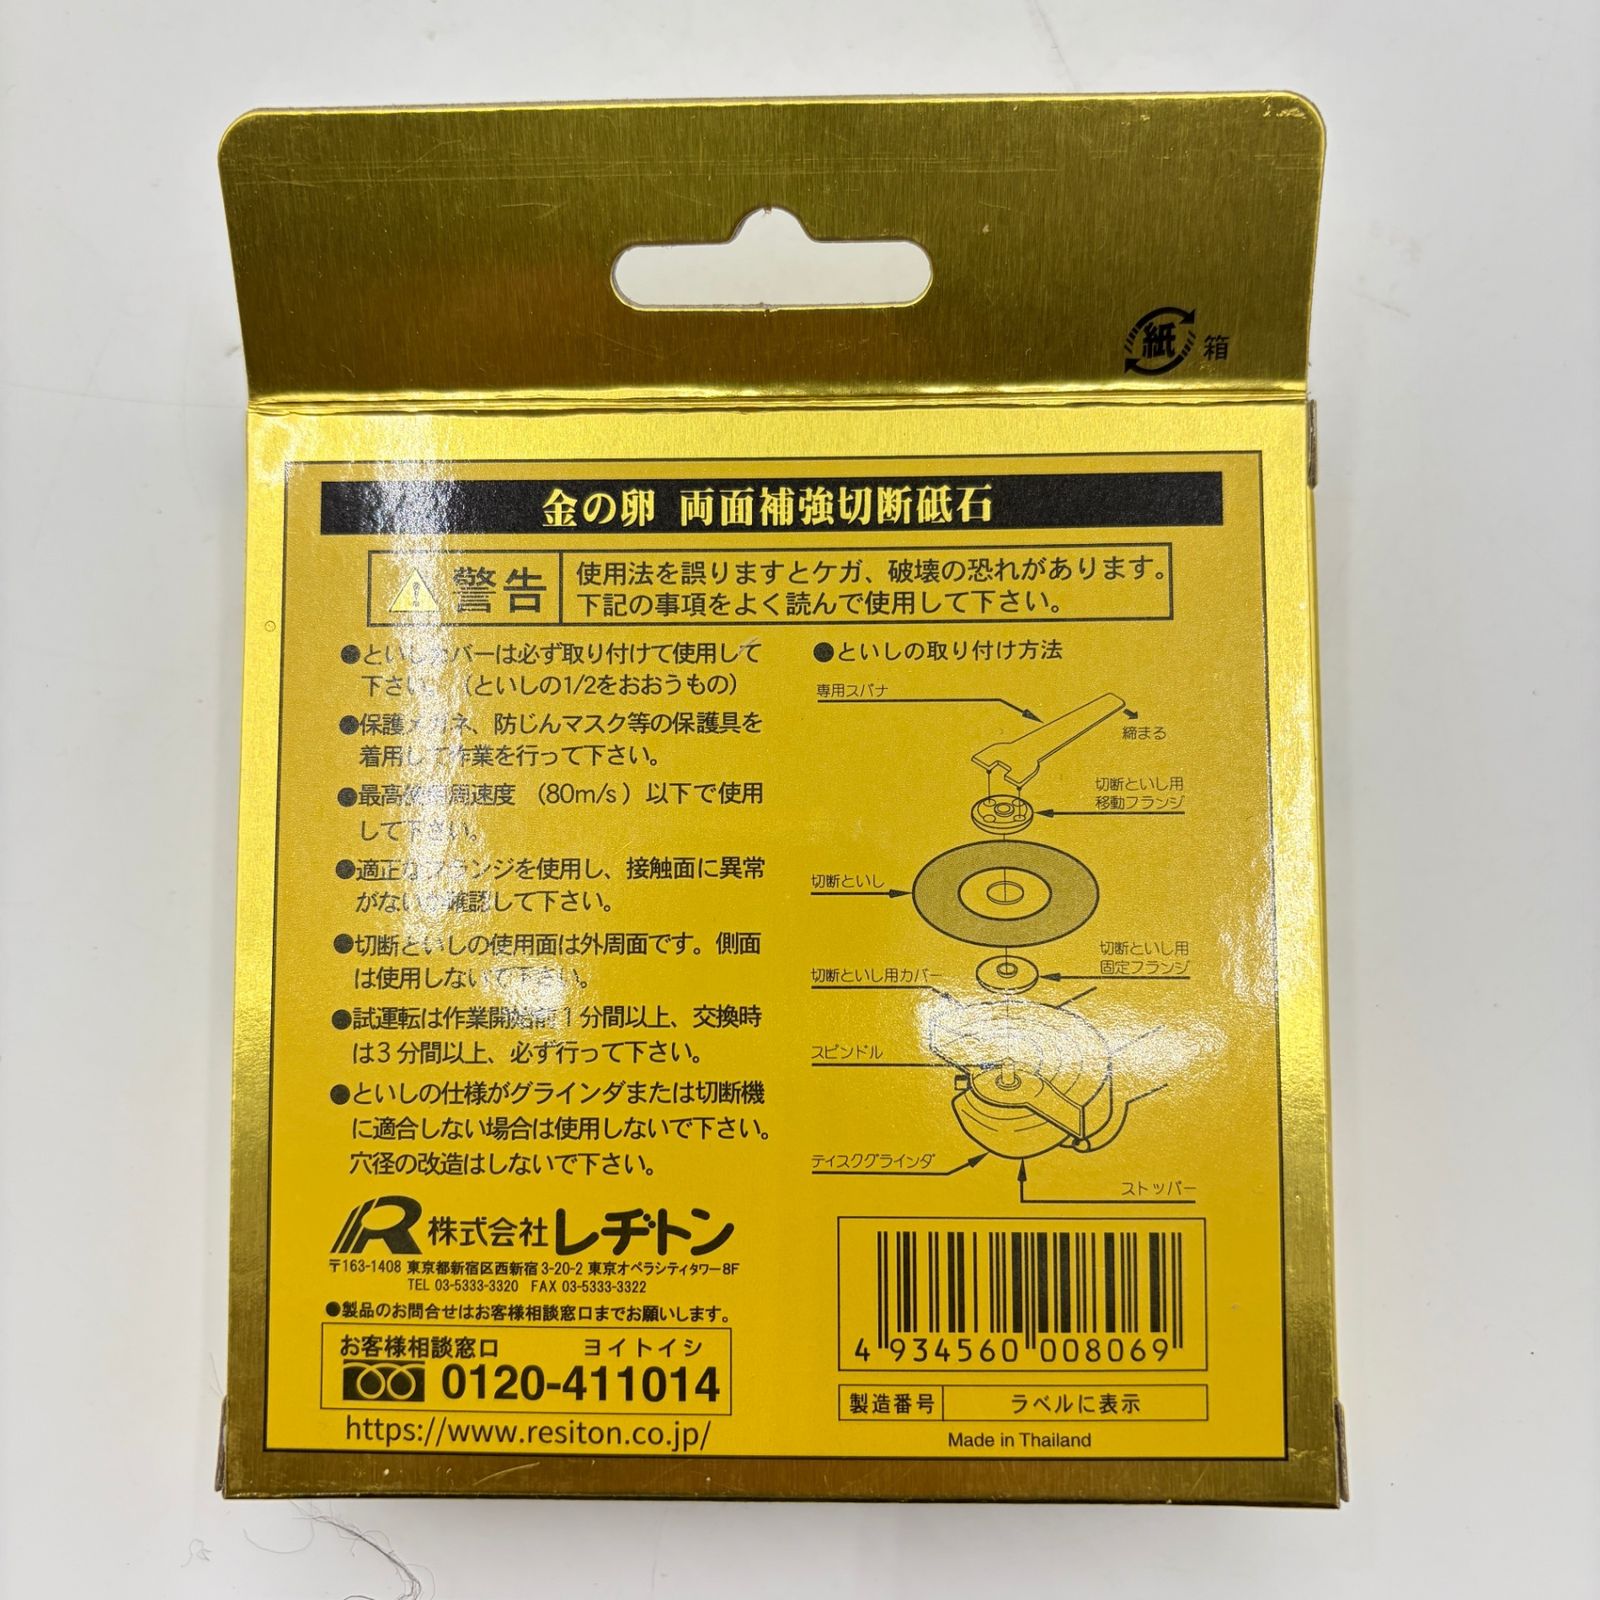 紙 箱
金の卵 両面補強切断砥石
警告
使用法を誤りますとケガ、破壊の恐れがあります。
下記の事項をよく読んで使用して下さい。
●といしカバーは必ず取り付けて使用して
下さい。(といしの1/2をおおうもの)
●保護メガネ、防じんマスク等の保護具を
着用して作業を行って下さい。
●最高使用周速度 (80m/s) 以下で使用
して下さい。
●適正なフランジを使用し、接触面に異常
がないか確認して下さい。
●切断といしの使用面は外周面です。側面
は使用しないで下さい。
●試運転は作業開始前1分間以上、交換時
は3分間以上、必ず行って下さい。
●といしの仕様がグラインダまたは切断機
に適合しない場合は使用しないで下さい。
穴径の改造はしないで下さい。
●といしの取り付け方法
専用スパナ
締まる
切断といし用
移動フランジ
切断といし
切断といし用
固定フランジ
切断といし用カバー
スピンドル
ディスクグラインダ
ストッパー
株式会社 レヂトン
〒163-1408 東京都新宿区西新宿 3-20-2 東京オペラシティタワー8F
TEL 03-5333-3320 FAX 03-5333-3322
●製品のお問合せはお客様相談窓口までお願いします。
お客様相談窓口 ヨイトイシ
0120-411014
https://www.resiton.co.jp/
4 934560 008069
製造番号 ラベルに表示
Made in Thailand